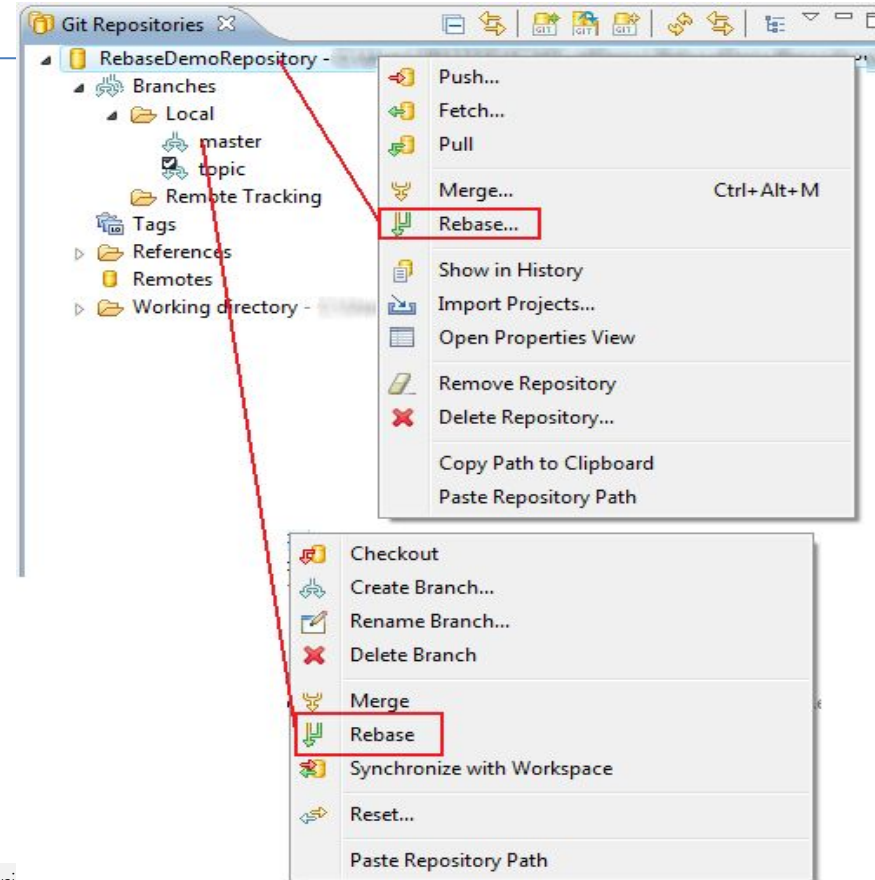 Git Repositories
RebaseDemoRepository -
Branches
Local
master
topic
Remote Tracking
Tags
References
Remotes
Working directory -
Push...
Fetch...
Pull
Merge... Ctrl+Alt+M
Rebase...
Show in History
Import Projects...
Open Properties View
Remove Repository
Delete Repository...
Copy Path to Clipboard
Paste Repository Path
Checkout
Create Branch...
Rename Branch...
Delete Branch
Merge
Rebase
Synchronize with Workspace
Reset...
Paste Repository Path